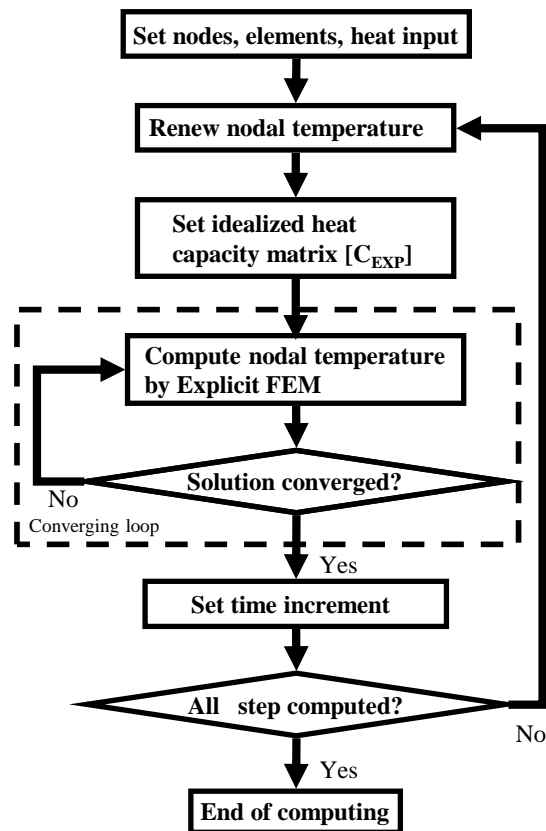 Set nodes, elements, heat input
Renew nodal temperature
Set idealized heat
capacity matrix [C_EXP]
Compute nodal temperature
by Explicit FEM
Solution converged?
No
Converging loop
Yes
Set time increment
All step computed?
No
Yes
End of computing